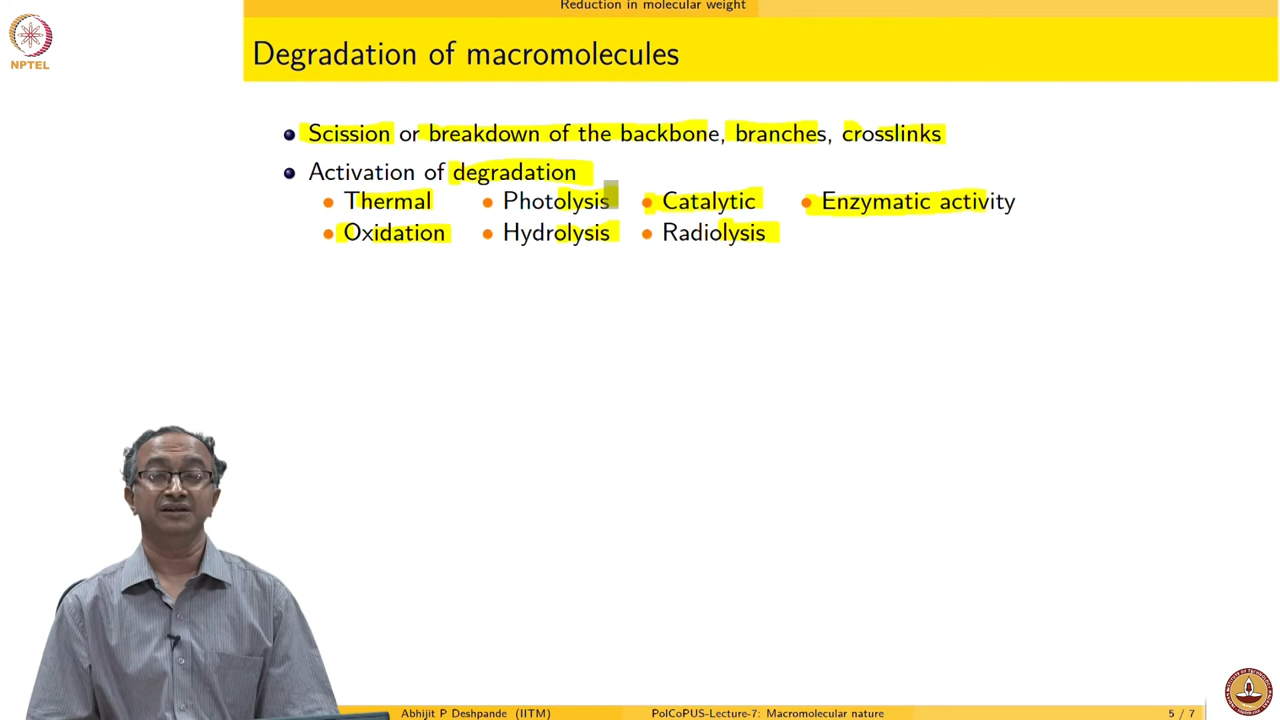 Reduction in molecular weight
NPTEL
Degradation of macromolecules
Scission or breakdown of the backbone, branches, crosslinks
Activation of degradation
Thermal Photolysis Catalytic Enzymatic activity
Oxidation Hydrolysis Radiolysis
Abhijit P Deshpande (IITM) PolCoPUS-Lecture-7: Macromolecular nature 5 / 7